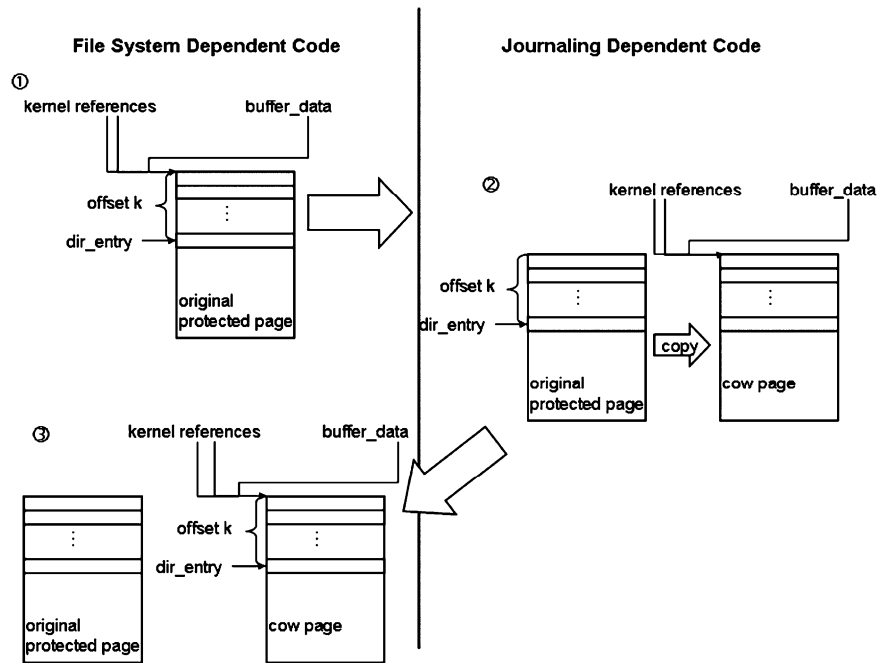 File System Dependent Code
Journaling Dependent Code
①
kernel references
buffer_data
offset k
⋮
dir_entry
original
protected page
②
kernel references
buffer_data
offset k
⋮
⋮
dir_entry
copy
original
protected page
cow page
③
kernel references
buffer_data
offset k
⋮
⋮
dir_entry
original
protected page
cow page